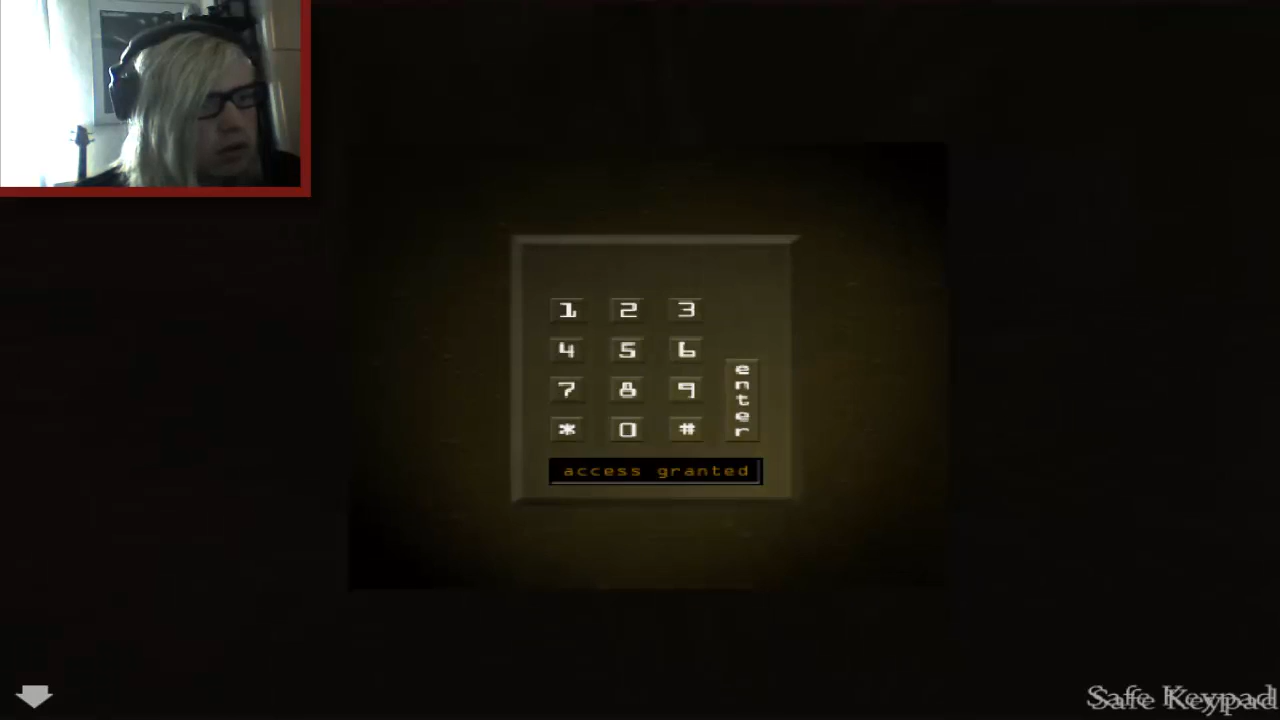 1 2 3
4 5 6
7 8 9
* 0 #
enter
access granted
Safe Keypad